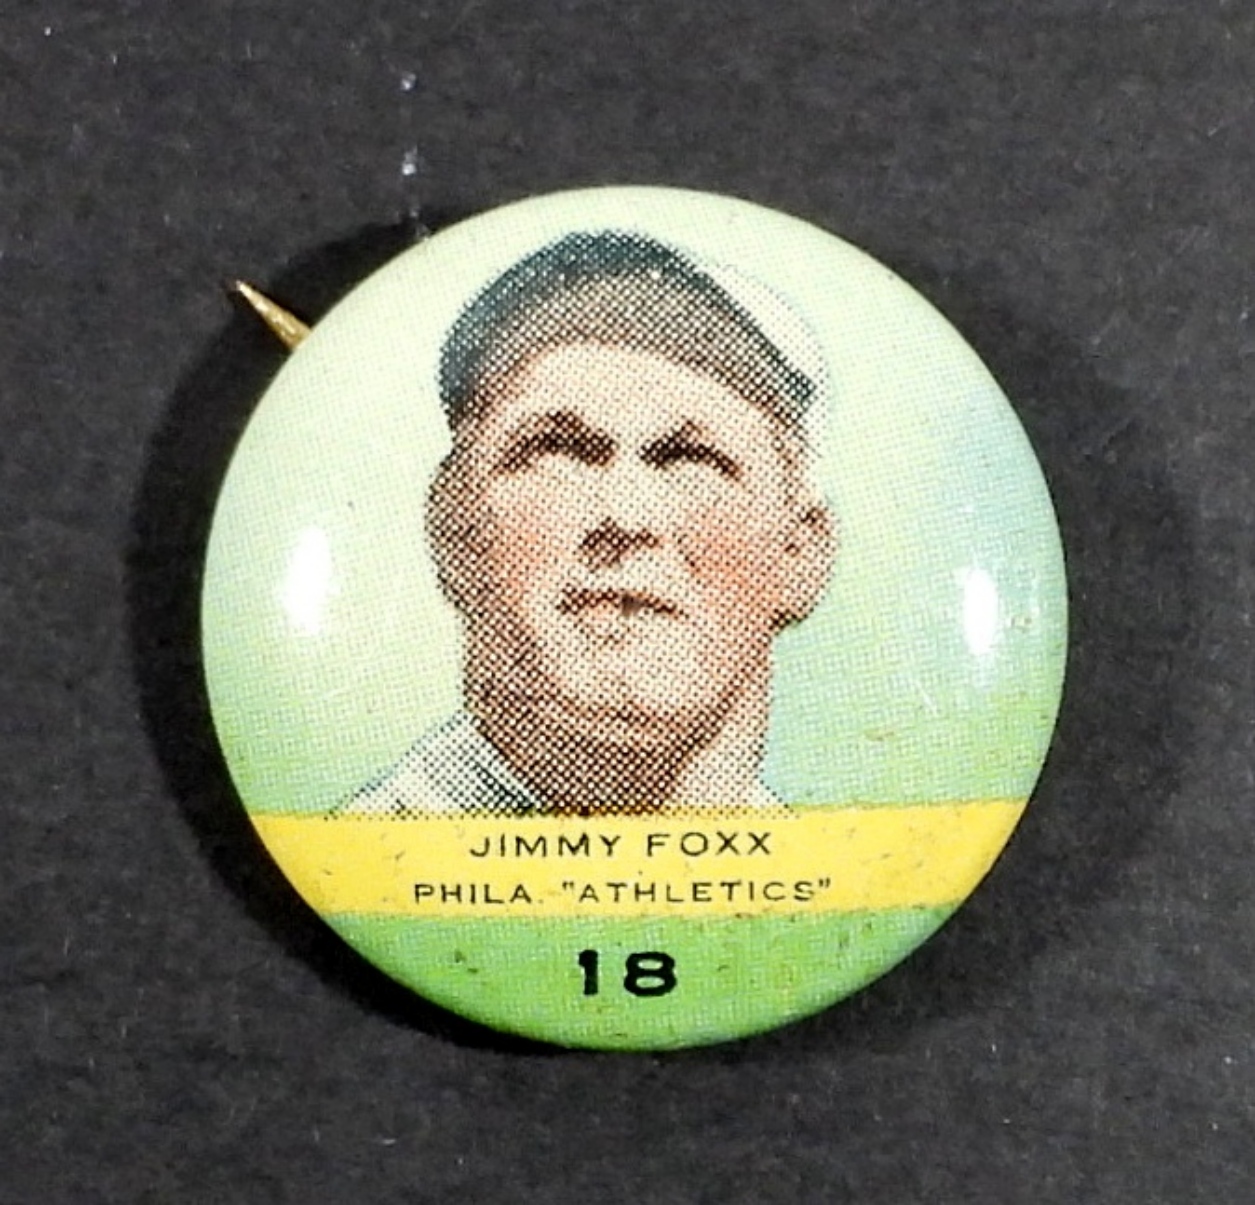 JIMMY FOXX
PHILA. "ATHLETICS"
18